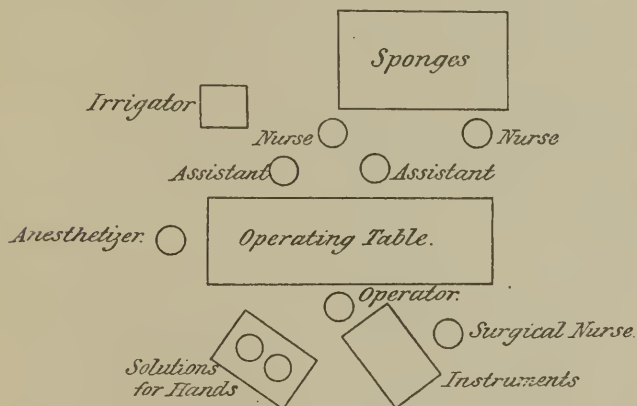 Sponges
Irrigator
Nurse
Nurse
Assistant
Assistant
Anesthetizer.
Operating Table.
Operator.
Surgical Nurse.
Solutions
for Hands
Instruments